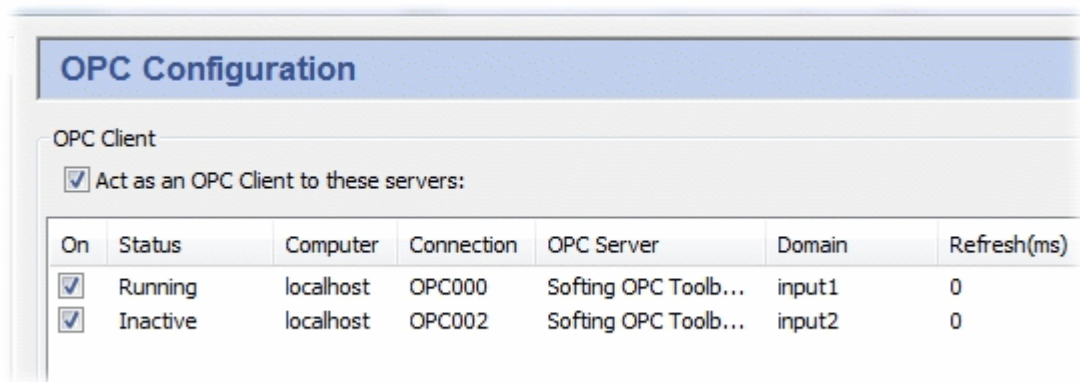 OPC Configuration
OPC Client
Act as an OPC Client to these servers:
On Status Computer Connection OPC Server Domain Refresh(ms)
Running localhost OPC000 Softing OPC Toolb... input1 0
Inactive localhost OPC002 Softing OPC Toolb... input2 0